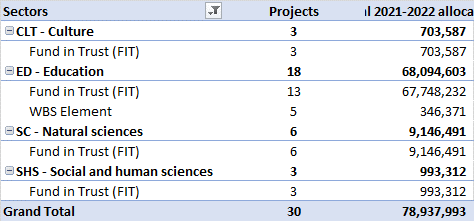 Sectors Projects l 2021-2022 alloca
CLT - Culture 3 703,587
Fund in Trust (FIT) 3 703,587
ED - Education 18 68,094,603
Fund in Trust (FIT) 13 67,748,232
WBS Element 5 346,371
SC - Natural sciences 6 9,146,491
Fund in Trust (FIT) 6 9,146,491
SHS - Social and human sciences 3 993,312
Fund in Trust (FIT) 3 993,312
Grand Total 30 78,937,993